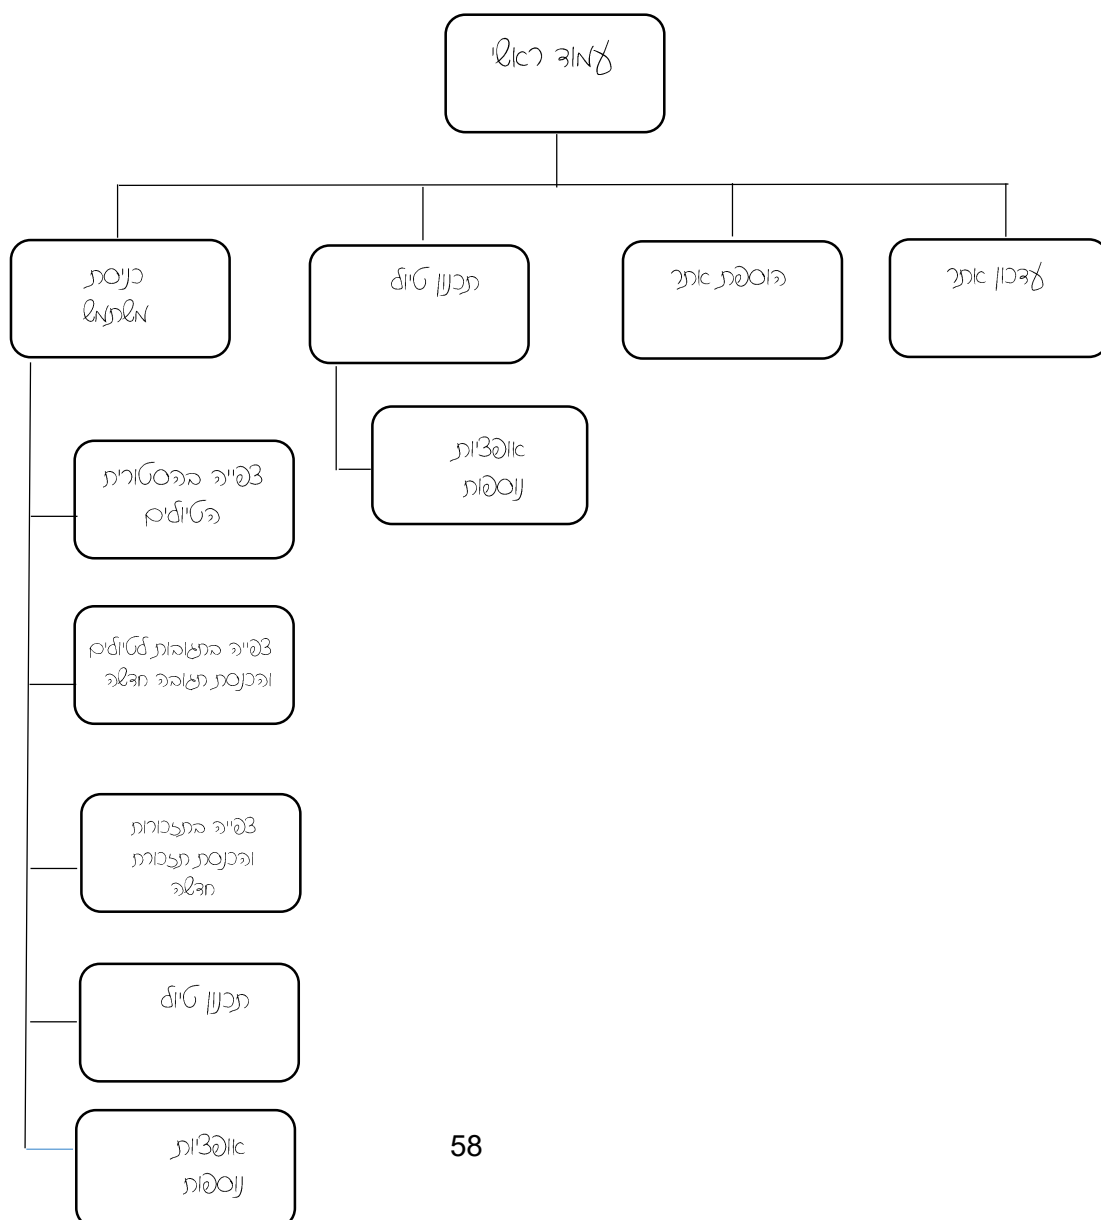 עמוד ראשי
עדכון אתר
הוספת אתר
תכנון טיול
כניסת
משתמש
אופציות
נוספות
צפייה בהסטורית
הטיולים
צפייה בתגובות לטיולים
והכנסת תגובה חדשה
צפייה בתזכורות
והכנסת תזכורת
חדשה
תכנון טיול
אופציות
נוספות
58